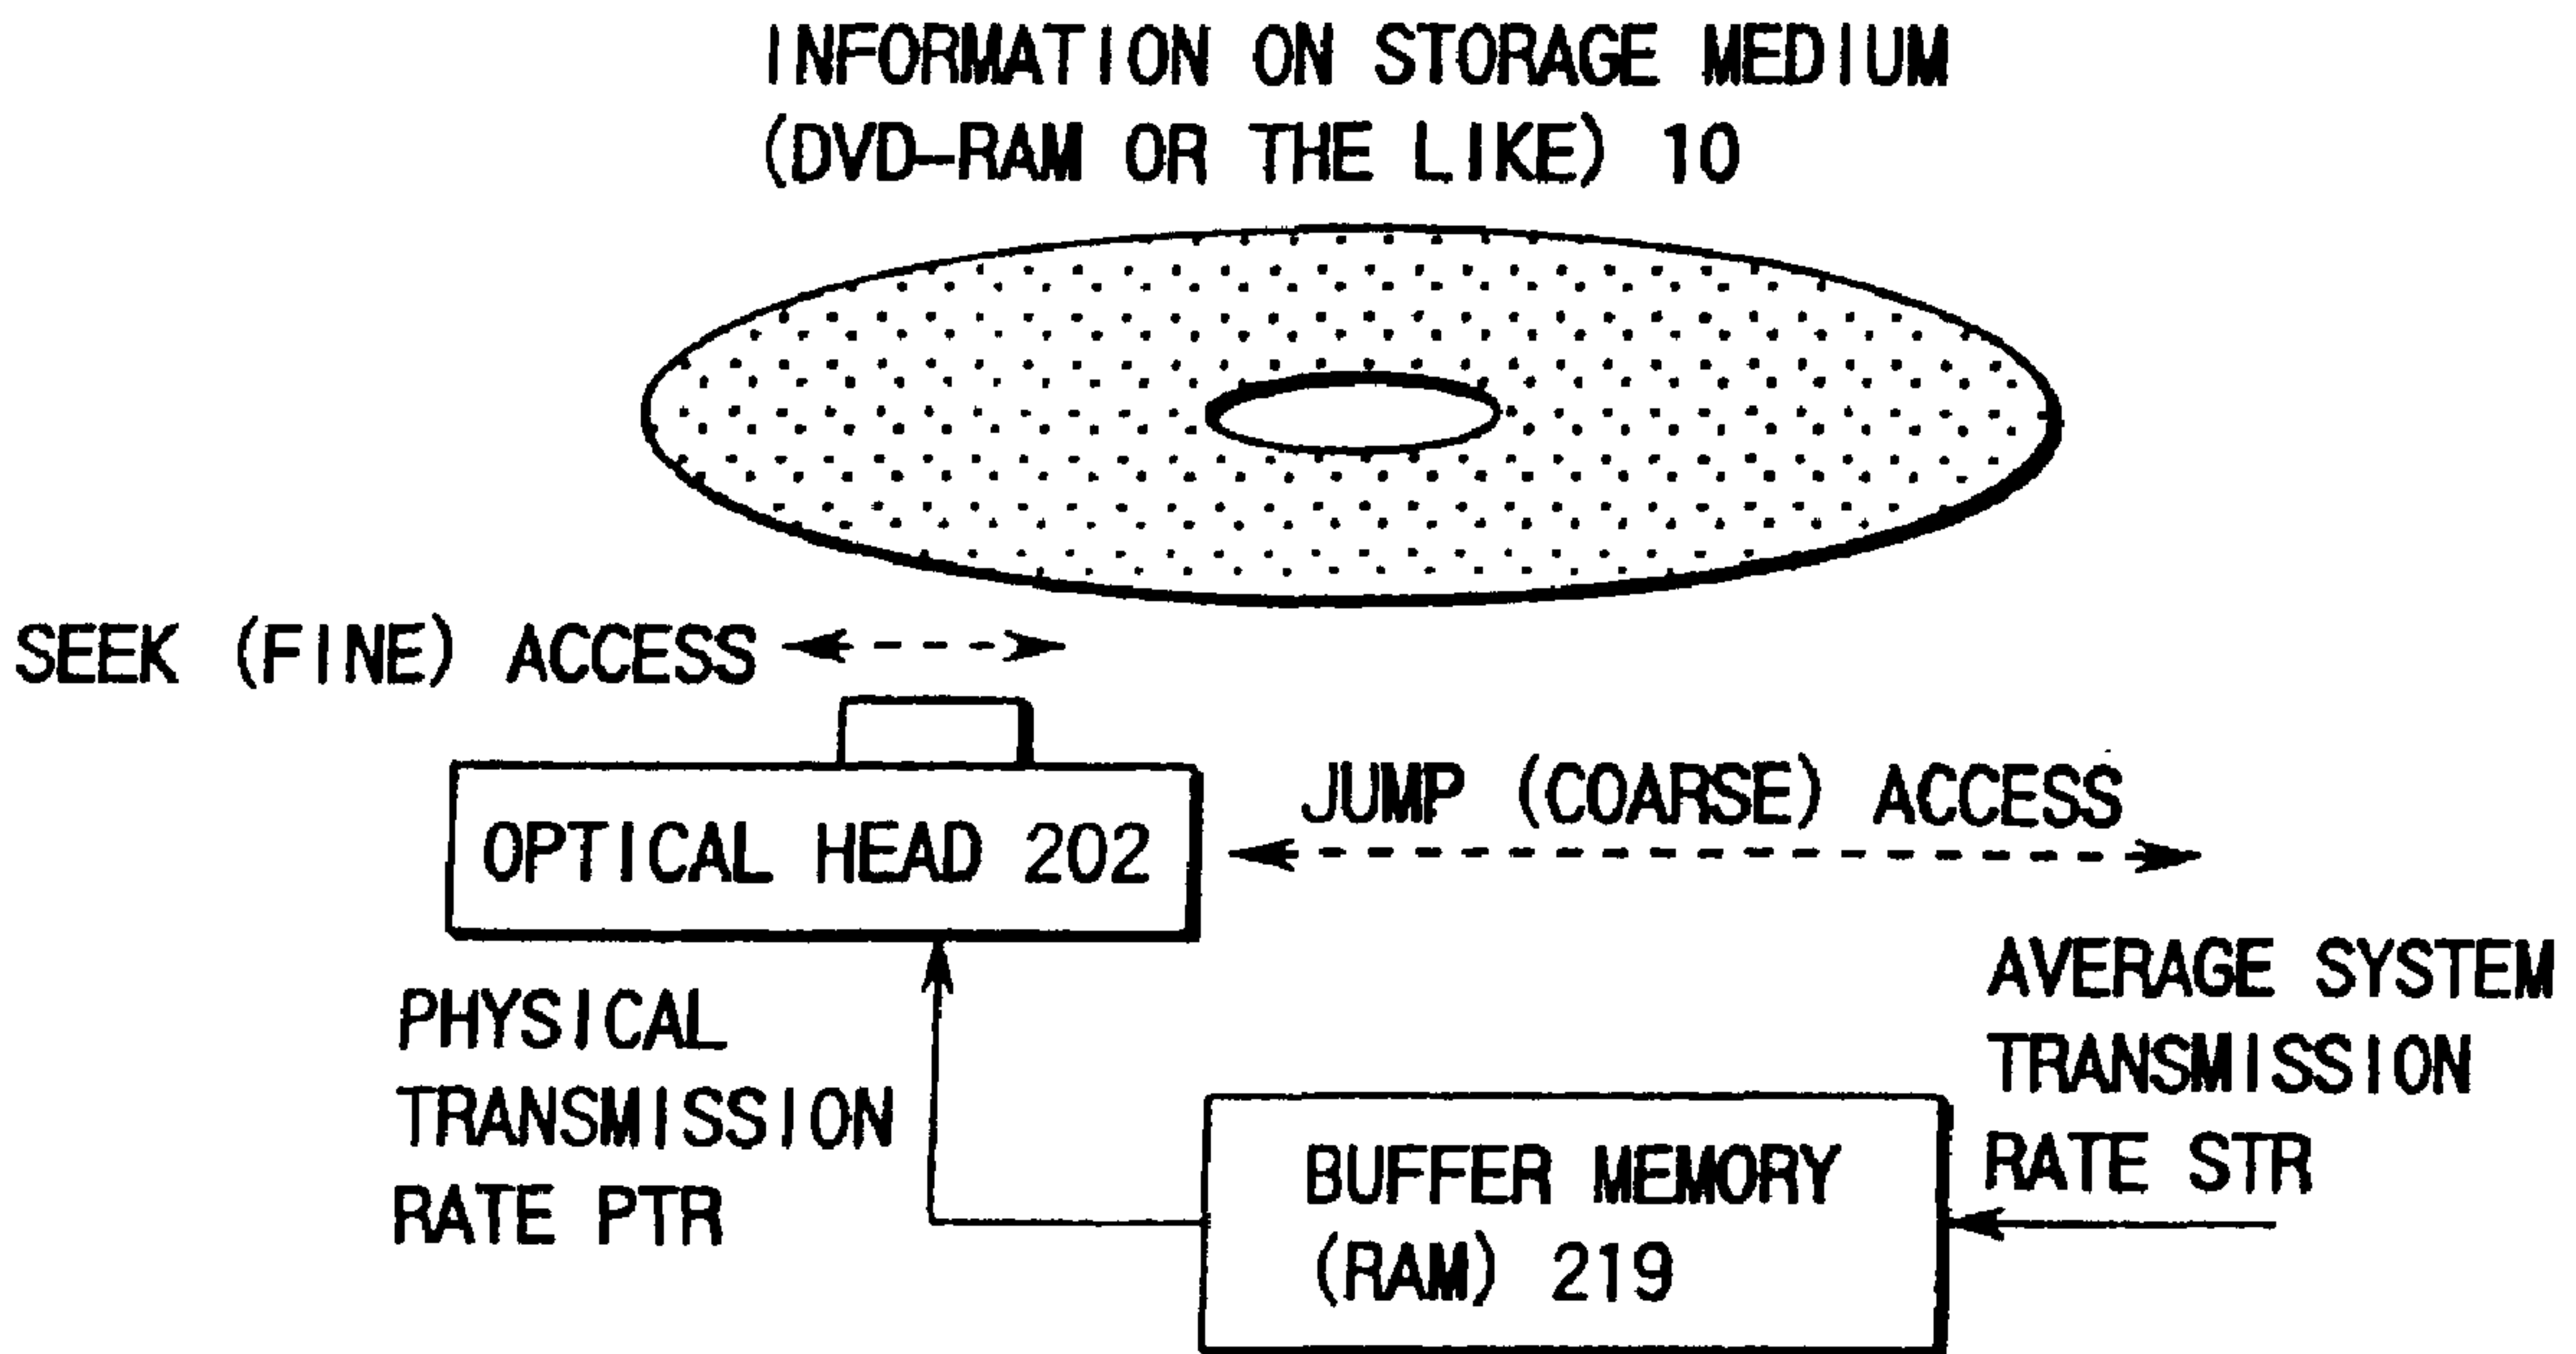 INFORMATION ON STORAGE MEDIUM
(DVD-RAM OR THE LIKE) 10
SEEK (FINE) ACCESS
JUMP (COARSE) ACCESS
OPTICAL HEAD 202
PHYSICAL
TRANSMISSION
RATE PTR
AVERAGE SYSTEM
TRANSMISSION
RATE STR
BUFFER MEMORY
(RAM) 219